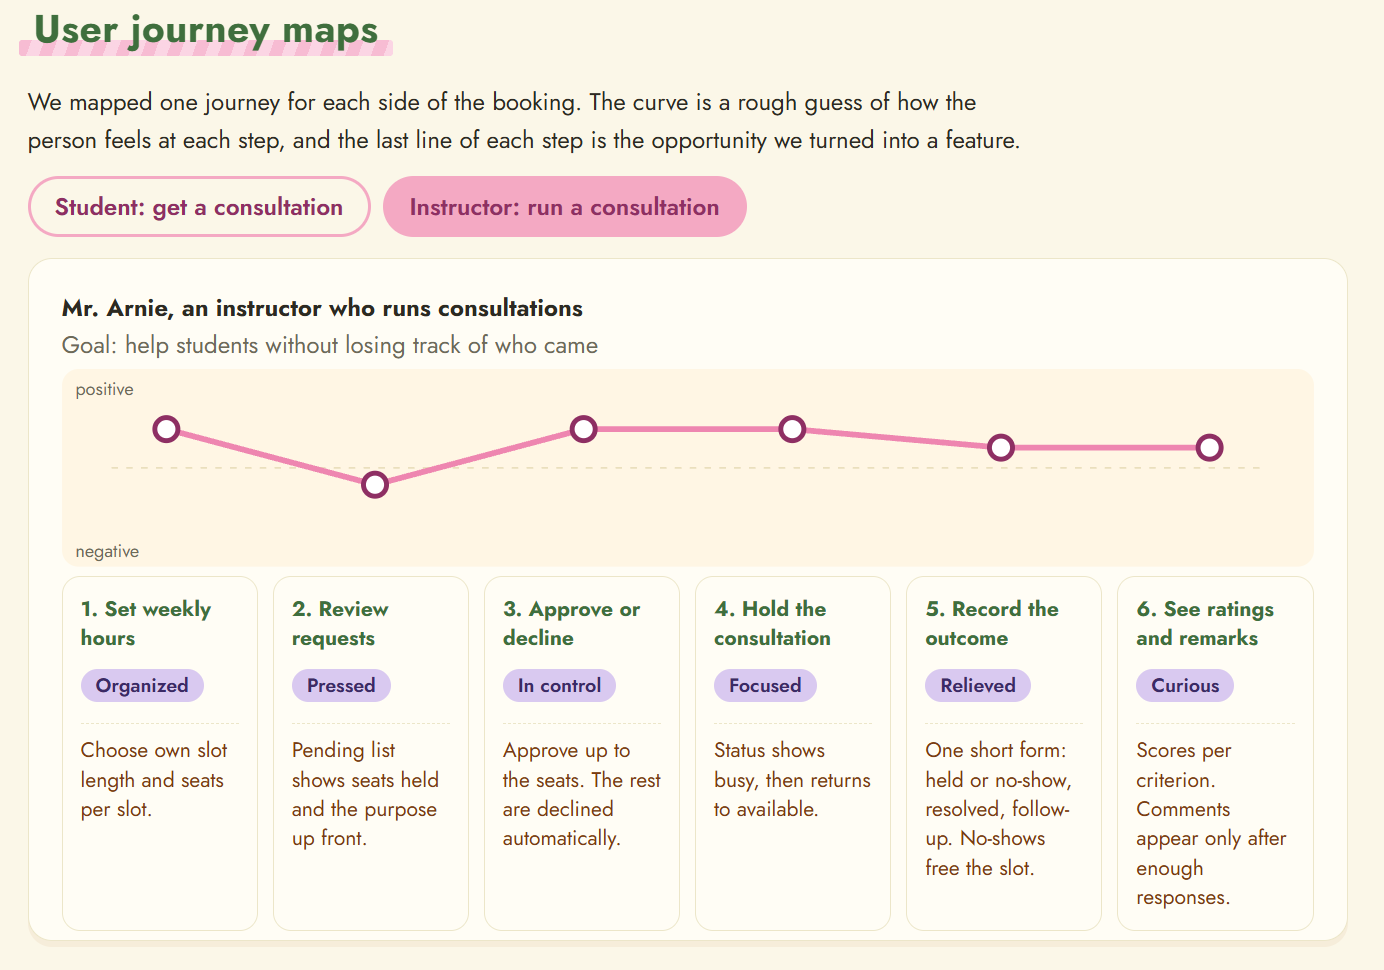 User journey maps
We mapped one journey for each side of the booking. The curve is a rough guess of how the
person feels at each step, and the last line of each step is the opportunity we turned into a feature.
Student: get a consultation
Instructor: run a consultation
Mr. Arnie, an instructor who runs consultations
Goal: help students without losing track of who came
positive
negative
1. Set weekly
hours
Organized
Choose own slot
length and seats
per slot.
2. Review
requests
Pressed
Pending list
shows seats held
and the purpose
up front.
3. Approve or
decline
In control
Approve up to
the seats. The rest
are declined
automatically.
4. Hold the
consultation
Focused
Status shows
busy, then returns
to available.
5. Record the
outcome
Relieved
One short form:
held or no-show,
resolved, follow-
up. No-shows
free the slot.
6. See ratings
and remarks
Curious
Scores per
criterion.
Comments
appear only after
enough
responses.